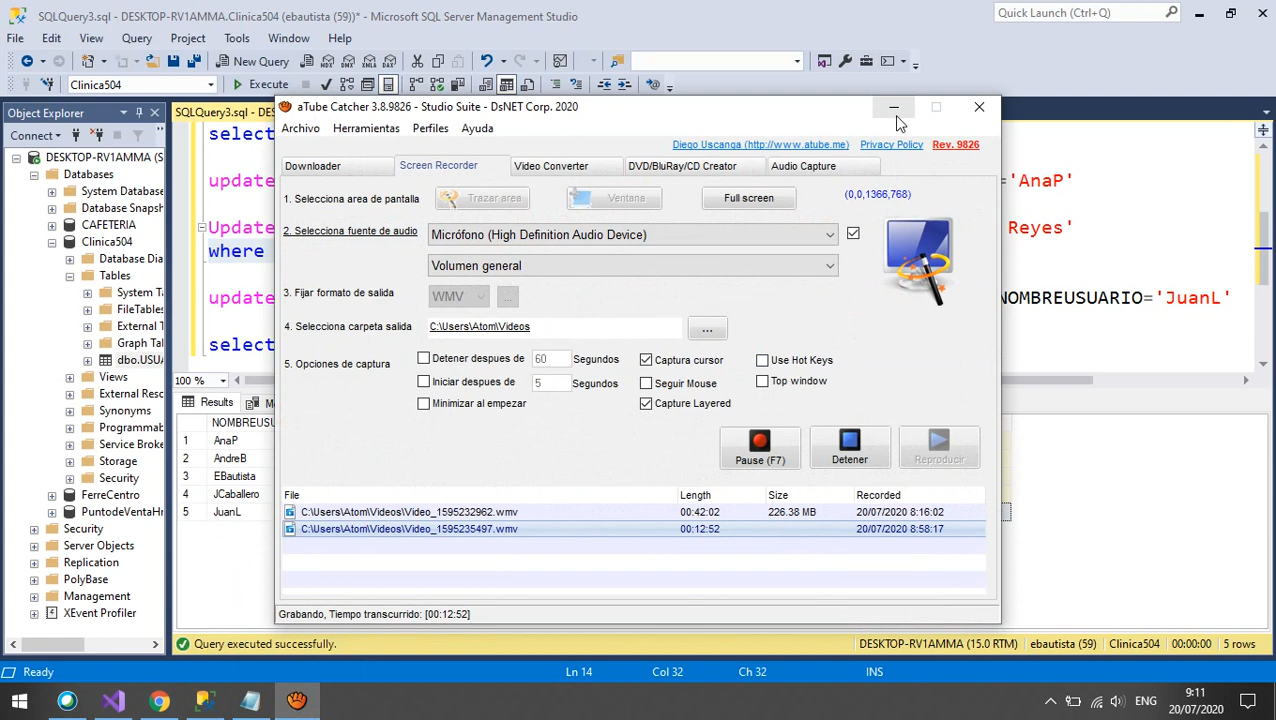 SQLQuery3.sql - DESKTOP-RV1AMMA.Clinica504 (ebautista (59))* - Microsoft SQL Server Management Studio
Quick Launch (Ctrl+Q)
File Edit View Query Project Tools Window Help
New Query
MDX DMX XMLA DAX
Clinica504 Execute
Object Explorer
SQLQuery3.sql - DE
Connect
DESKTOP-RV1AMMA
Databases
System Databases
Database Snaps
CAFETERIA
Clinica504
Database Dia
Tables
System Ta
FileTables
External T
Graph Tab
dbo.USUA
Views
External Reso
Synonyms
Programmab
Service Broke
Storage
Security
FerreCentro
PuntodeVentaH
Security
Server Objects
Replication
PolyBase
Management
XEvent Profiler
select
update ='AnaP'
Update Reyes'
where
update NOMBREUSUARIO='JuanL'
select
100 %
Results
NOMBREUSU
1 AnaP
2 AndreB
3 EBautista
4 JCaballero
5 JuanL
aTube Catcher 3.8.9826 - Studio Suite - DsNET Corp. 2020
Archivo Herramientas Perfiles Ayuda
Diego Uscanga (http://www.atube.me) Privacy Policy Rev. 9826
Downloader Screen Recorder Video Converter DVD/BluRay/CD Creator Audio Capture
1. Selecciona area de pantalla Trazar area Ventana Full screen (0,0,1366,768)
2. Selecciona fuente de audio Micrófono (High Definition Audio Device)
Volumen general
3. Fijar formato de salida WMV ...
4. Selecciona carpeta salida C:\Users\Atom\Videos ...
5. Opciones de captura Detener despues de 60 Segundos Captura cursor Use Hot Keys
Iniciar despues de 5 Segundos Seguir Mouse Top window
Minimizar al empezar Capture Layered
Pause (F7) Detener Reproducir
File Length Size Recorded
C:\Users\Atom\Videos\Video_1595232962.wmv 00:42:02 226.38 MB 20/07/2020 8:16:02
C:\Users\Atom\Videos\Video_1595235497.wmv 00:12:52 20/07/2020 8:58:17
Grabando, Tiempo transcurrido: [00:12:52]
Query executed successfully. DESKTOP-RV1AMMA (15.0 RTM) ebautista (59) Clinica504 00:00:00 5 rows
Ready Ln 14 Col 32 Ch 32 INS
ENG 9:11
20/07/2020